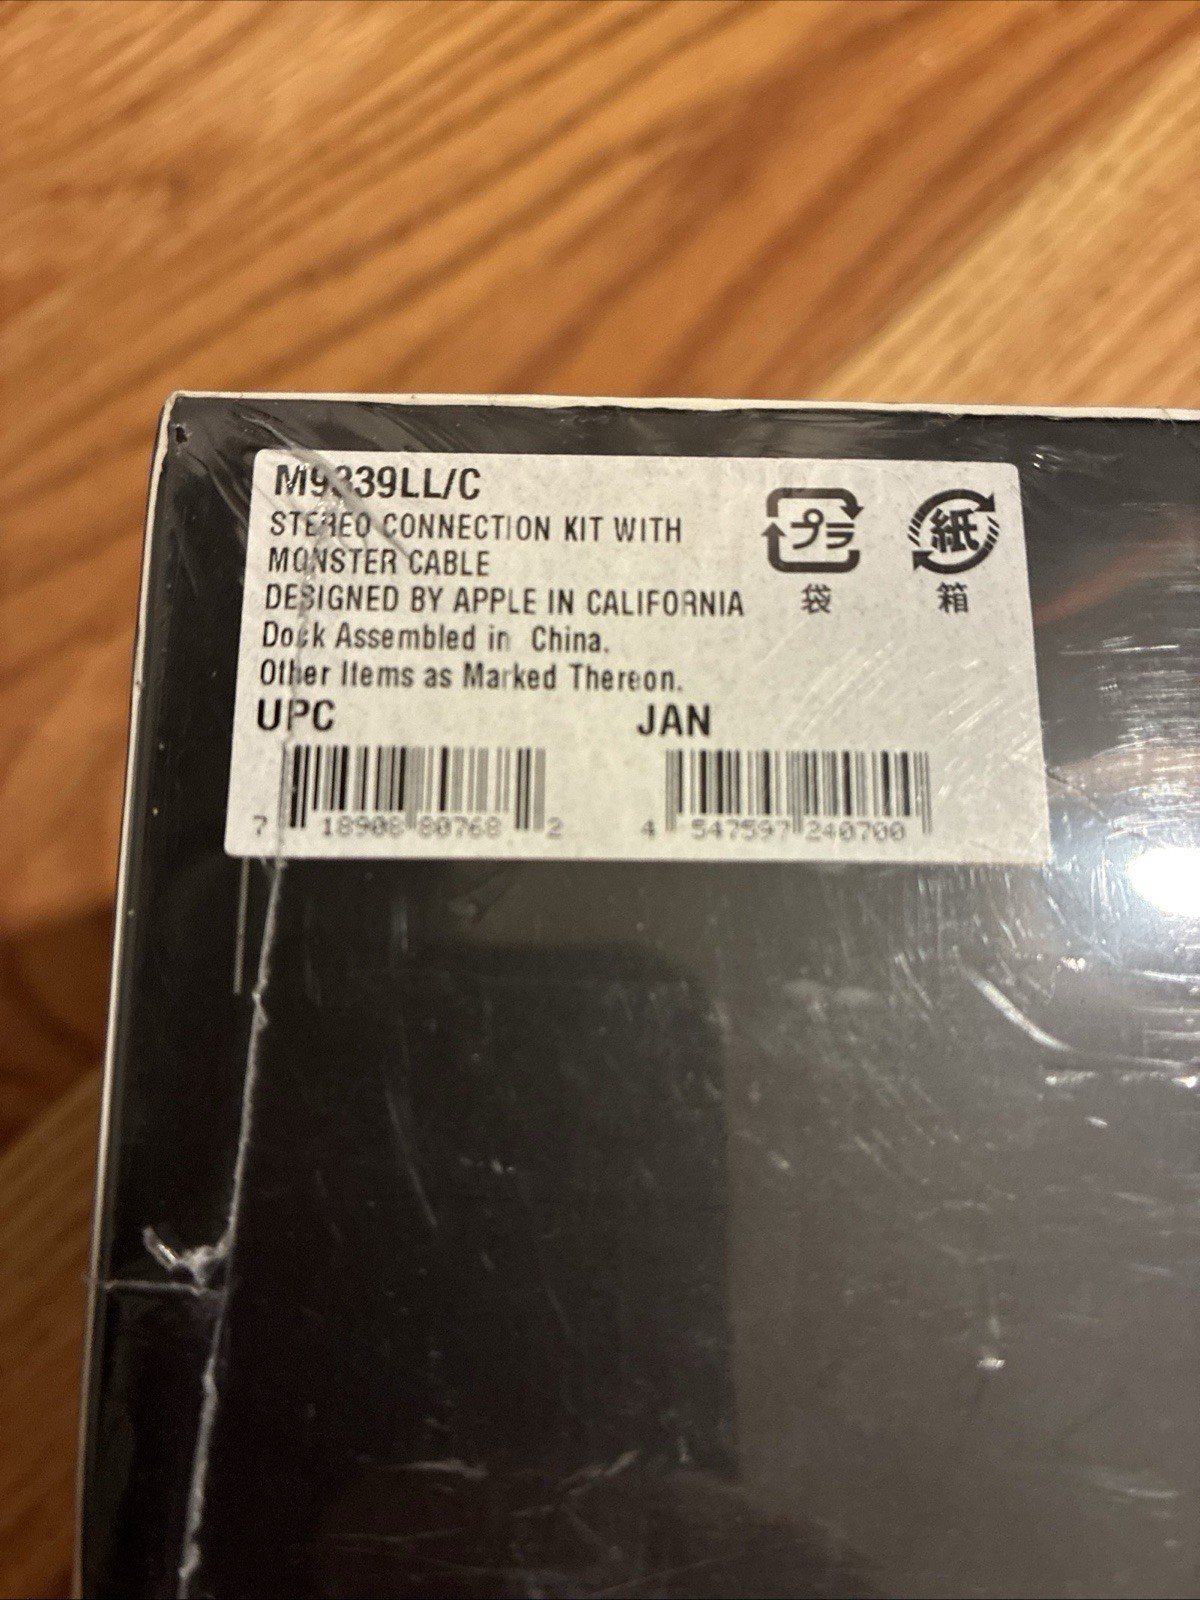 M9339LL/C
STEREO CONNECTION KIT WITH
MONSTER CABLE
DESIGNED BY APPLE IN CALIFORNIA
Dock Assembled in China.
Other Items as Marked Thereon.
プラ
袋
紙
箱
UPC
7 18908 80768 2
JAN
4 547597 240700